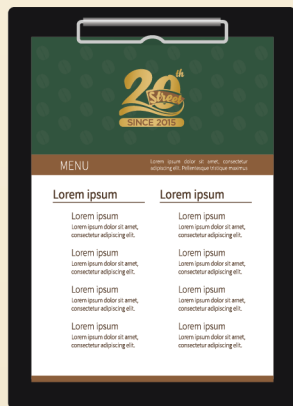 20th
Street
SINCE 2015
MENU
Lorem ipsum dolor sit amet, consectetur
adipiscing elit. Pellentesque tristique maximus
Lorem ipsum
Lorem ipsum
Lorem ipsum dolor sit amet,
consectetur adipiscing elit.
Lorem ipsum
Lorem ipsum dolor sit amet,
consectetur adipiscing elit.
Lorem ipsum
Lorem ipsum dolor sit amet,
consectetur adipiscing elit.
Lorem ipsum
Lorem ipsum dolor sit amet,
consectetur adipiscing elit.
Lorem ipsum
Lorem ipsum
Lorem ipsum dolor sit amet,
consectetur adipiscing elit.
Lorem ipsum
Lorem ipsum dolor sit amet,
consectetur adipiscing elit.
Lorem ipsum
Lorem ipsum dolor sit amet,
consectetur adipiscing elit.
Lorem ipsum
Lorem ipsum dolor sit amet,
consectetur adipiscing elit.